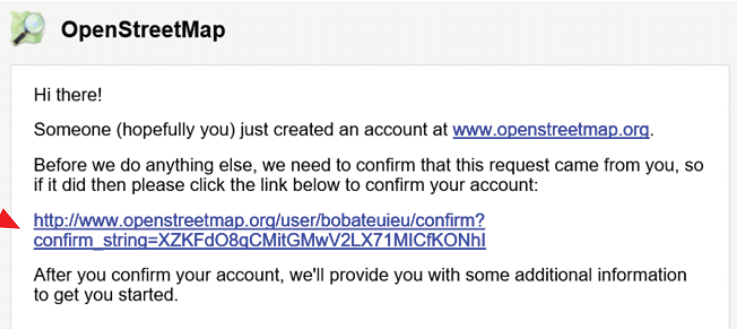 OpenStreetMap
Hi there!
Someone (hopefully you) just created an account at www.openstreetmap.org.
Before we do anything else, we need to confirm that this request came from you, so
if it did then please click the link below to confirm your account:
http://www.openstreetmap.org/user/bobateuieu/confirm?
confirm_string=XZKFdO8qCMitGMwV2LX71MICfKONhI
After you confirm your account, we'll provide you with some additional information
to get you started.